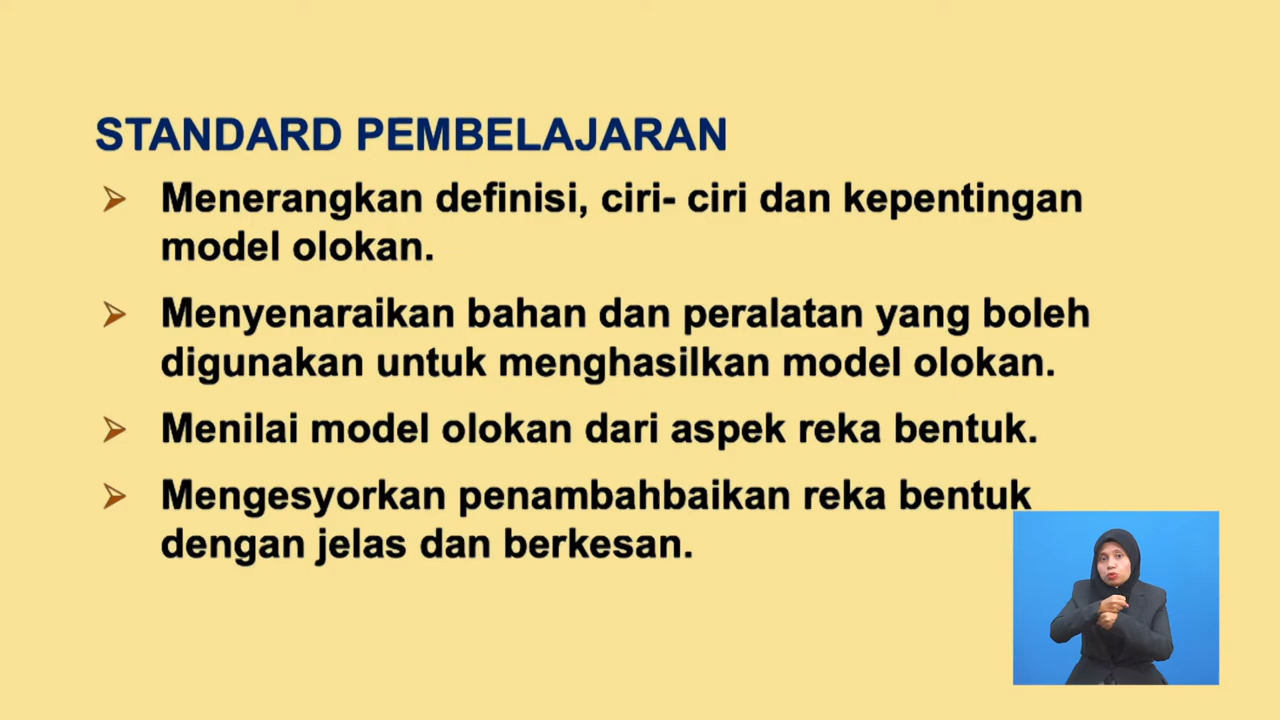 STANDARD PEMBELAJARAN
➢ Menerangkan definisi, ciri- ciri dan kepentingan
model olokan.
➢ Menyenaraikan bahan dan peralatan yang boleh
digunakan untuk menghasilkan model olokan.
➢ Menilai model olokan dari aspek reka bentuk.
➢ Mengesyorkan penambahbaikan reka bentuk
dengan jelas dan berkesan.